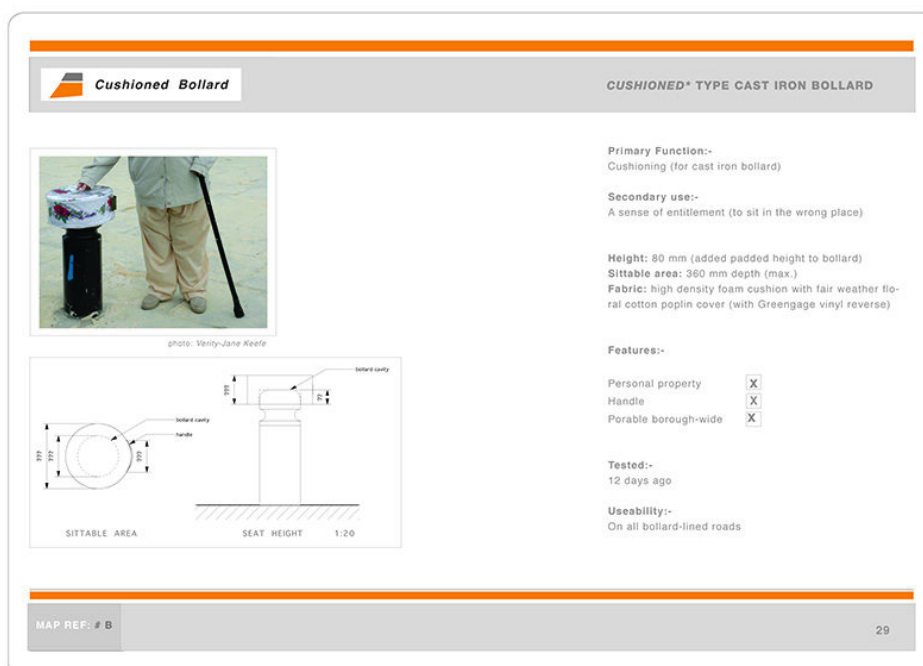 Cushioned Bollard
CUSHIONED* TYPE CAST IRON BOLLARD
photo: Verity-Jane Keefe
bollard cavity
handle
???
???
???
SITTABLE AREA
bollard cavity
???
??
SEAT HEIGHT 1:20
Primary Function:-
Cushioning (for cast iron bollard)
Secondary use:-
A sense of entitlement (to sit in the wrong place)
Height: 80 mm (added padded height to bollard)
Sittable area: 360 mm depth (max.)
Fabric: high density foam cushion with fair weather flo-
ral cotton poplin cover (with Greengage vinyl reverse)
Features:-
Personal property X
Handle X
Porable borough-wide X
Tested:-
12 days ago
Useability:-
On all bollard-lined roads
MAP REF: # B
29